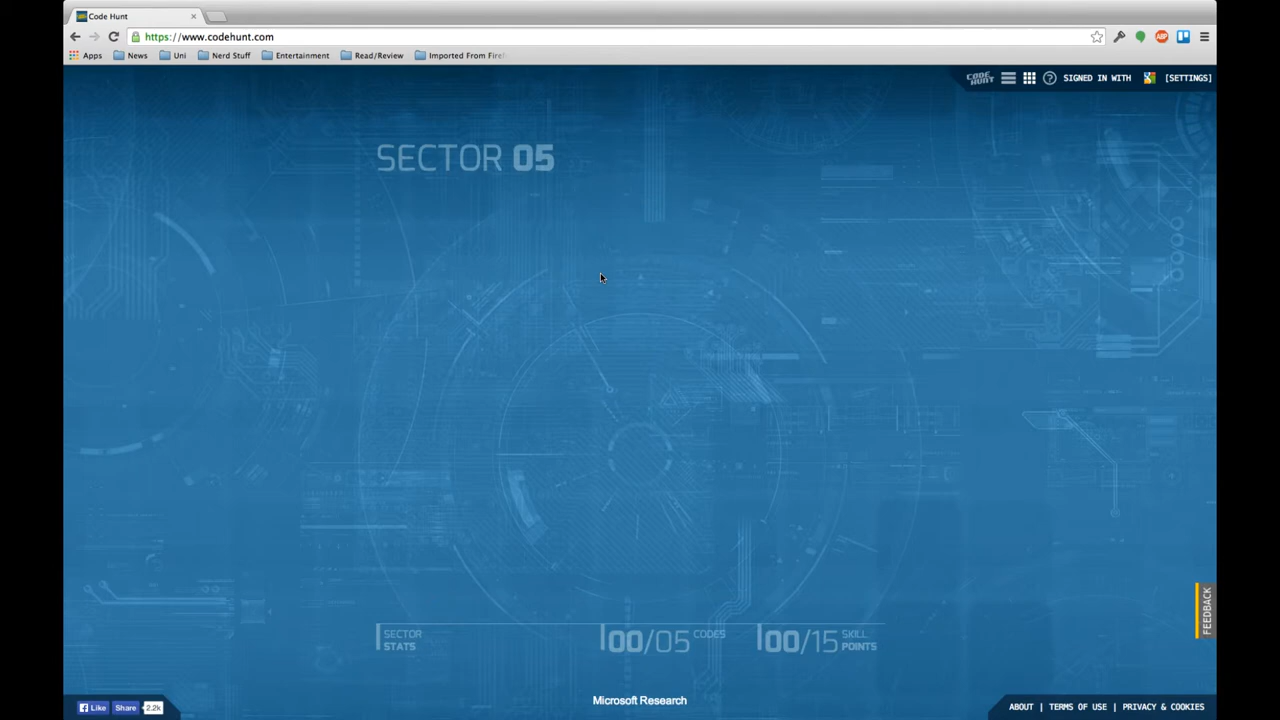 Code Hunt
https://www.codehunt.com
Apps News Uni Nerd Stuff Entertainment Read/Review Imported From Fire
CODE HUNT SIGNED IN WITH [SETTINGS]
SECTOR 05
FEEDBACK
SECTOR STATS 00/05 CODES 00/15 SKILL POINTS
Microsoft Research
Like Share 2.2k ABOUT | TERMS OF USE | PRIVACY & COOKIES